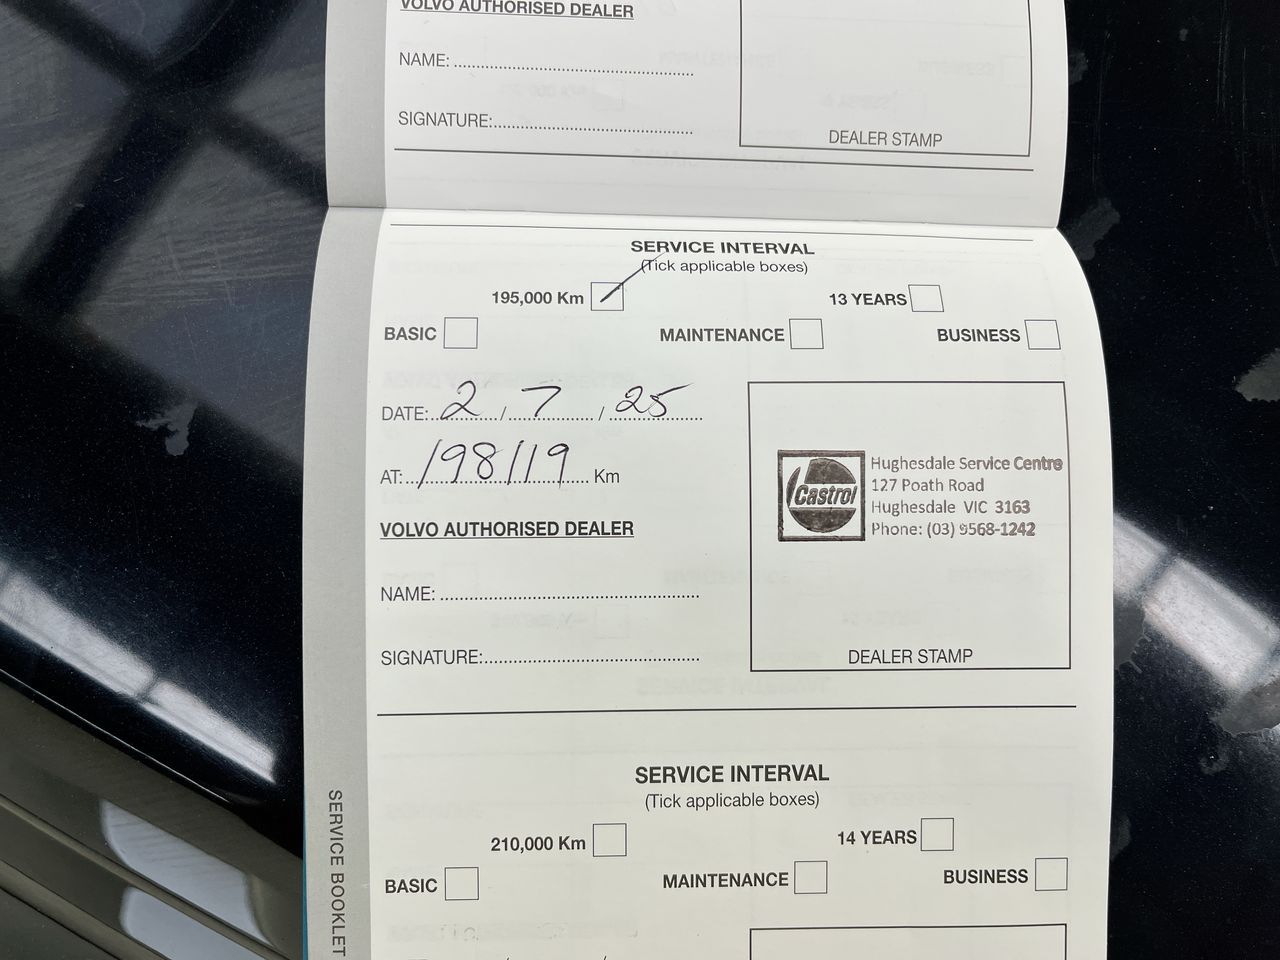 VOLVO AUTHORISED DEALER
NAME:
SIGNATURE:
DEALER STAMP
SERVICE INTERVAL
(Tick applicable boxes)
195,000 Km 13 YEARS
BASIC MAINTENANCE BUSINESS
DATE: 2 / 7 / 25
AT: 198119 Km
VOLVO AUTHORISED DEALER
NAME:
SIGNATURE:
Castrol
Hughesdale Service Centre
127 Poath Road
Hughesdale VIC 3163
Phone: (03) 9568-1242
DEALER STAMP
SERVICE INTERVAL
(Tick applicable boxes)
210,000 Km 14 YEARS
BASIC MAINTENANCE BUSINESS
SERVICE BOOKLET